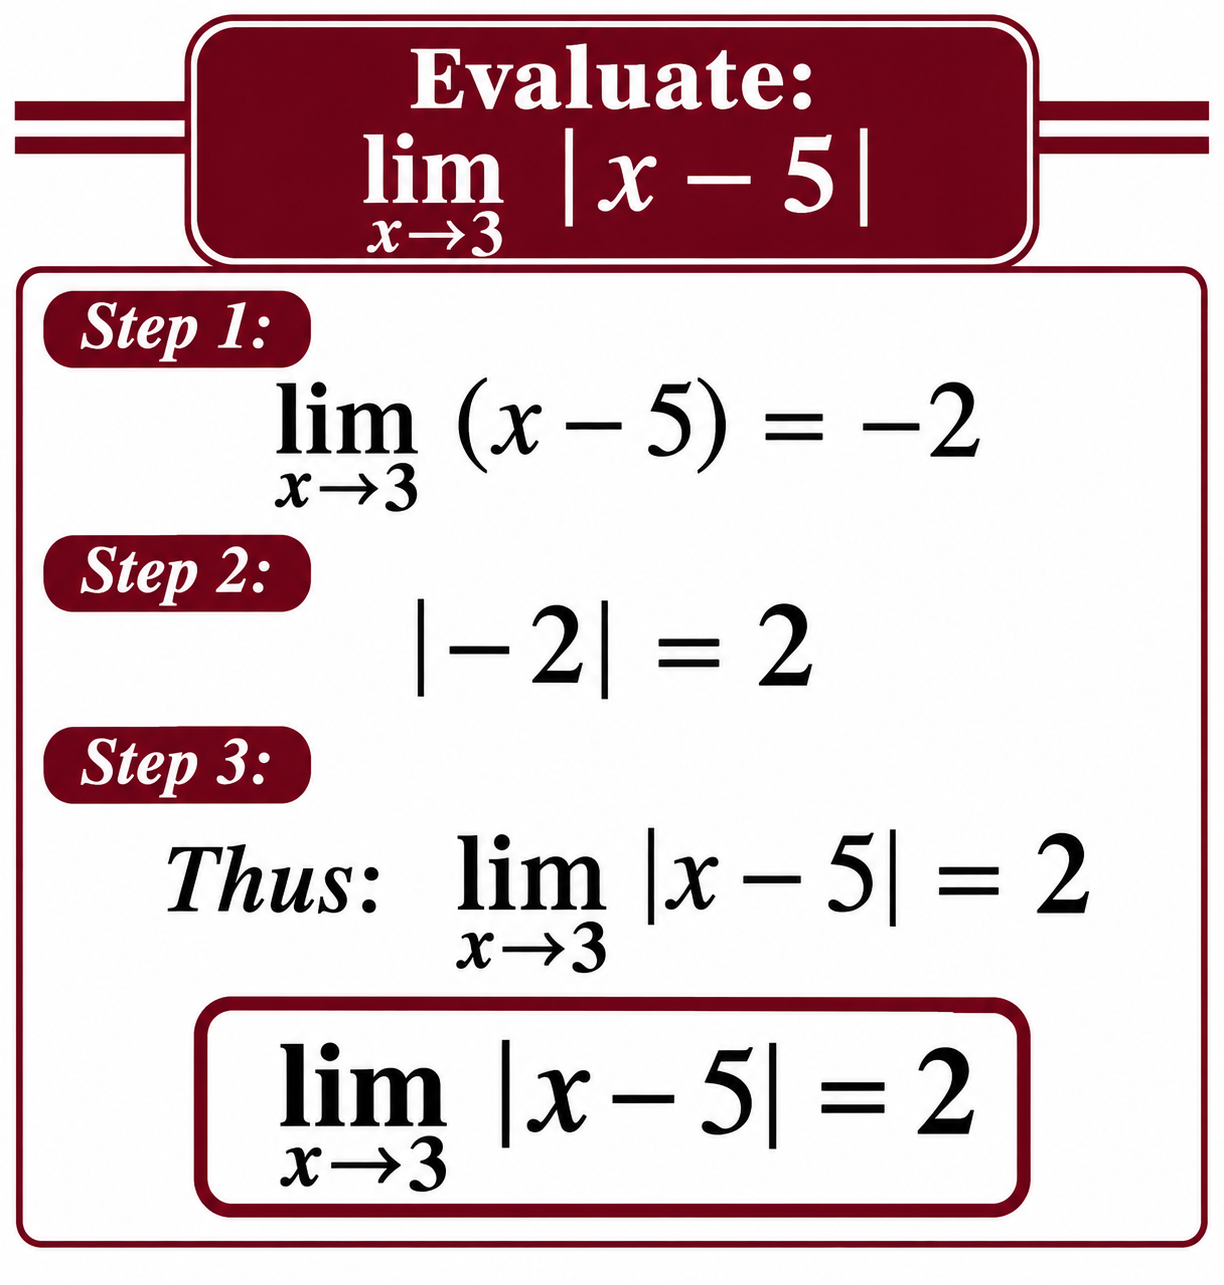 Evaluate:
lim x→3 |x − 5|
Step 1:
lim x→3 (x − 5) = −2
Step 2:
|− 2| = 2
Step 3:
Thus: lim x→3 |x − 5| = 2
lim x→3 |x − 5| = 2